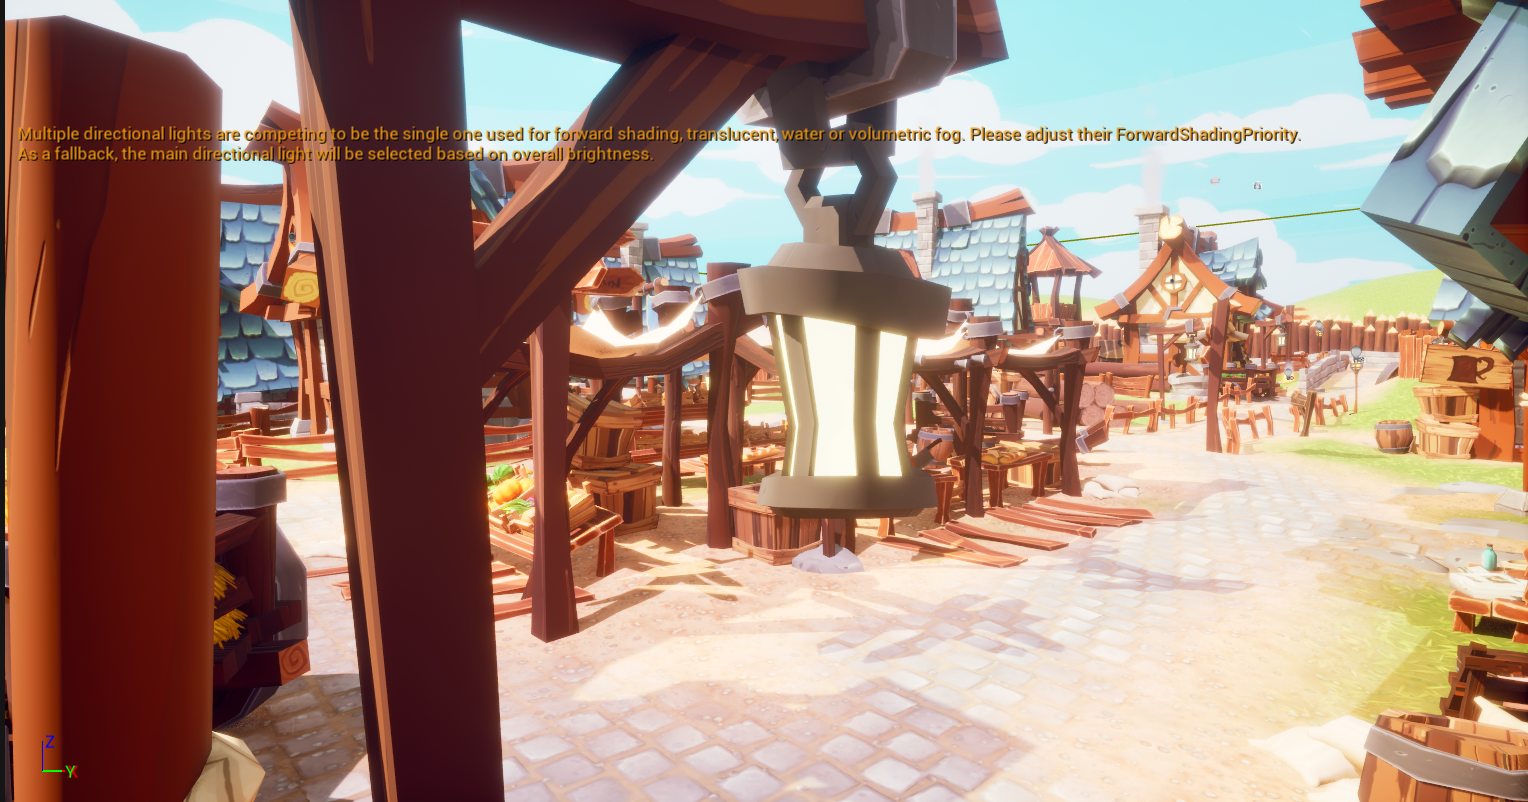 Multiple directional lights are competing to be the single one used for forward shading, translucent, water or volumetric fog. Please adjust their ForwardShadingPriority.
As a fallback, the main directional light will be selected based on overall brightness.
Z
Y